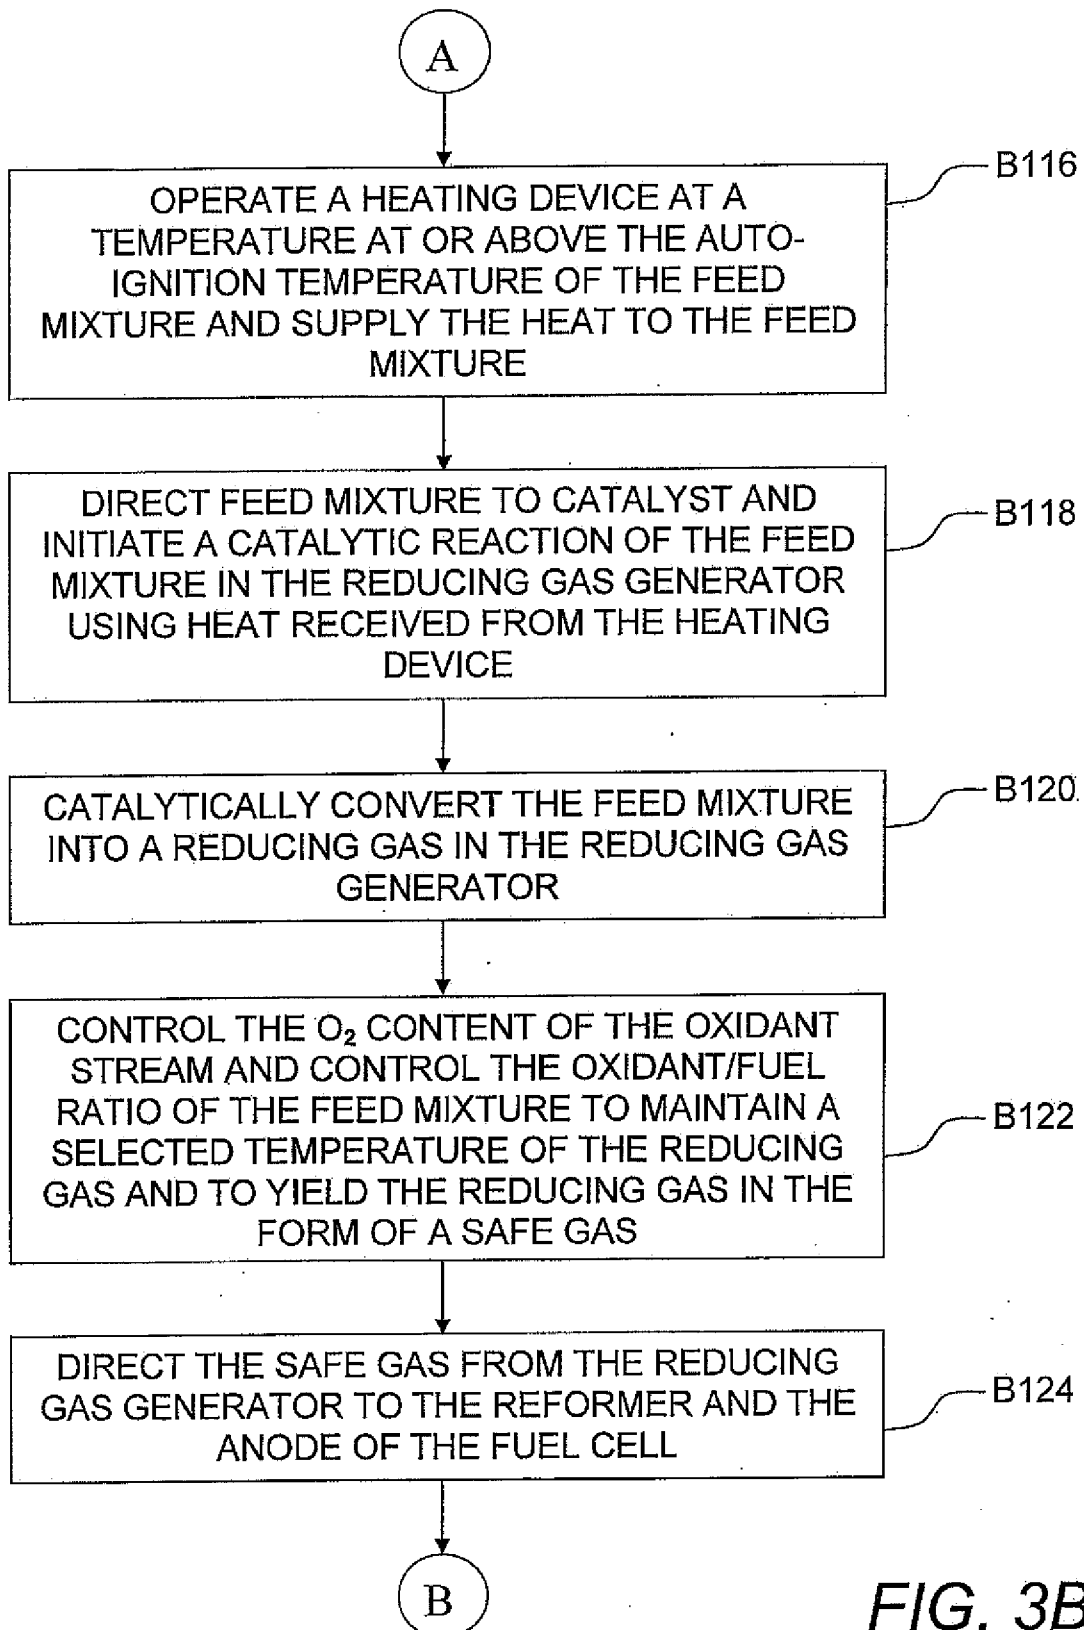 A
B116
OPERATE A HEATING DEVICE AT A
TEMPERATURE AT OR ABOVE THE AUTO-
IGNITION TEMPERATURE OF THE FEED
MIXTURE AND SUPPLY THE HEAT TO THE FEED
MIXTURE
B118
DIRECT FEED MIXTURE TO CATALYST AND
INITIATE A CATALYTIC REACTION OF THE FEED
MIXTURE IN THE REDUCING GAS GENERATOR
USING HEAT RECEIVED FROM THE HEATING
DEVICE
B120
CATALYTICALLY CONVERT THE FEED MIXTURE
INTO A REDUCING GAS IN THE REDUCING GAS
GENERATOR
CONTROL THE O₂ CONTENT OF THE OXIDANT
STREAM AND CONTROL THE OXIDANT/FUEL
RATIO OF THE FEED MIXTURE TO MAINTAIN A
B122
SELECTED TEMPERATURE OF THE REDUCING
GAS AND TO YIELD THE REDUCING GAS IN THE
FORM OF A SAFE GAS
DIRECT THE SAFE GAS FROM THE REDUCING
B124
GAS GENERATOR TO THE REFORMER AND THE
ANODE OF THE FUEL CELL
B
FIG. 3B